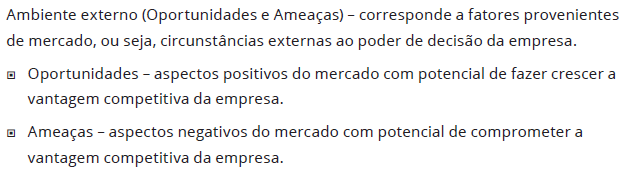 Ambiente externo (Oportunidades e Ameaças) – corresponde a fatores provenientes
de mercado, ou seja, circunstâncias externas ao poder de decisão da empresa.
Oportunidades – aspectos positivos do mercado com potencial de fazer crescer a
vantagem competitiva da empresa.
Ameaças – aspectos negativos do mercado com potencial de comprometer a
vantagem competitiva da empresa.